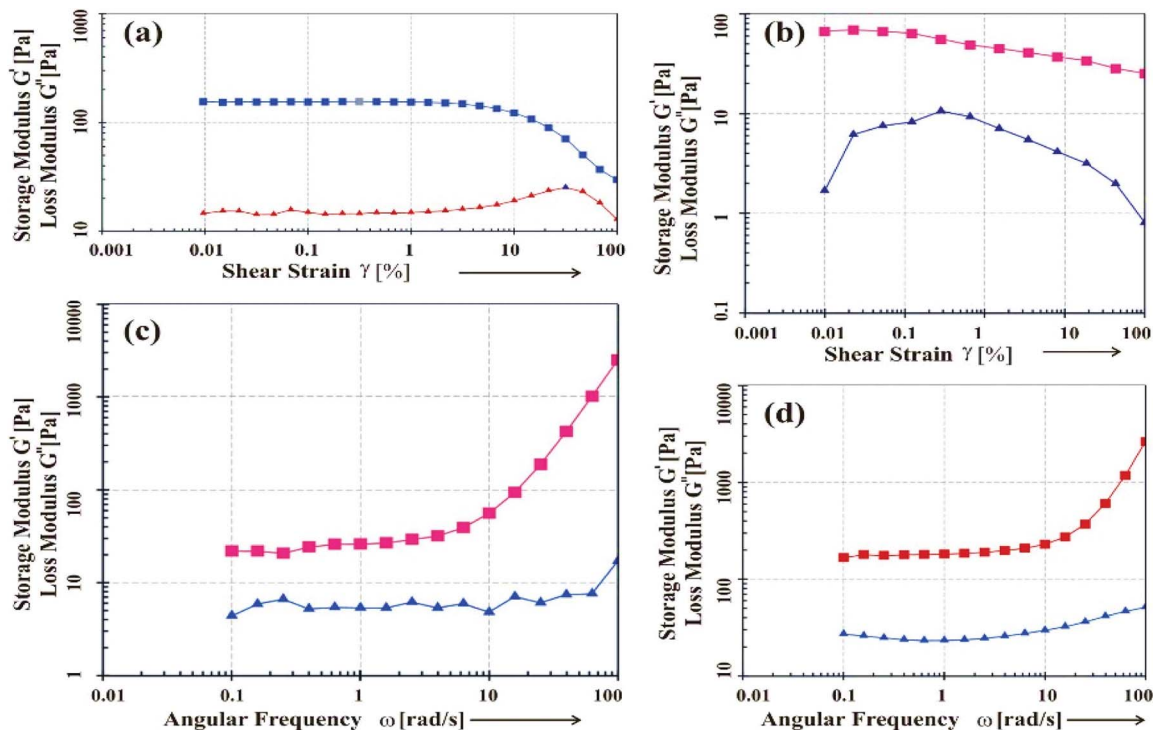 (a)
Storage Modulus G' [Pa]
Loss Modulus G" [Pa]
1000
100
10
0.001 0.01 0.1 1 10 100
Shear Strain γ [%]
(b)
Storage Modulus G' [Pa]
Loss Modulus G" [Pa]
100
10
1
0.1
0.001 0.01 0.1 1 10 100
Shear Strain γ [%]
(c)
Storage Modulus G' [Pa]
Loss Modulus G" [Pa]
10000
1000
100
10
1
0.01 0.1 1 10 100
Angular Frequency ω [rad/s]
(d)
Storage Modulus G' [Pa]
Loss Modulus G" [Pa]
10000
1000
100
10
0.01 0.1 1 10 100
Angular Frequency ω [rad/s]